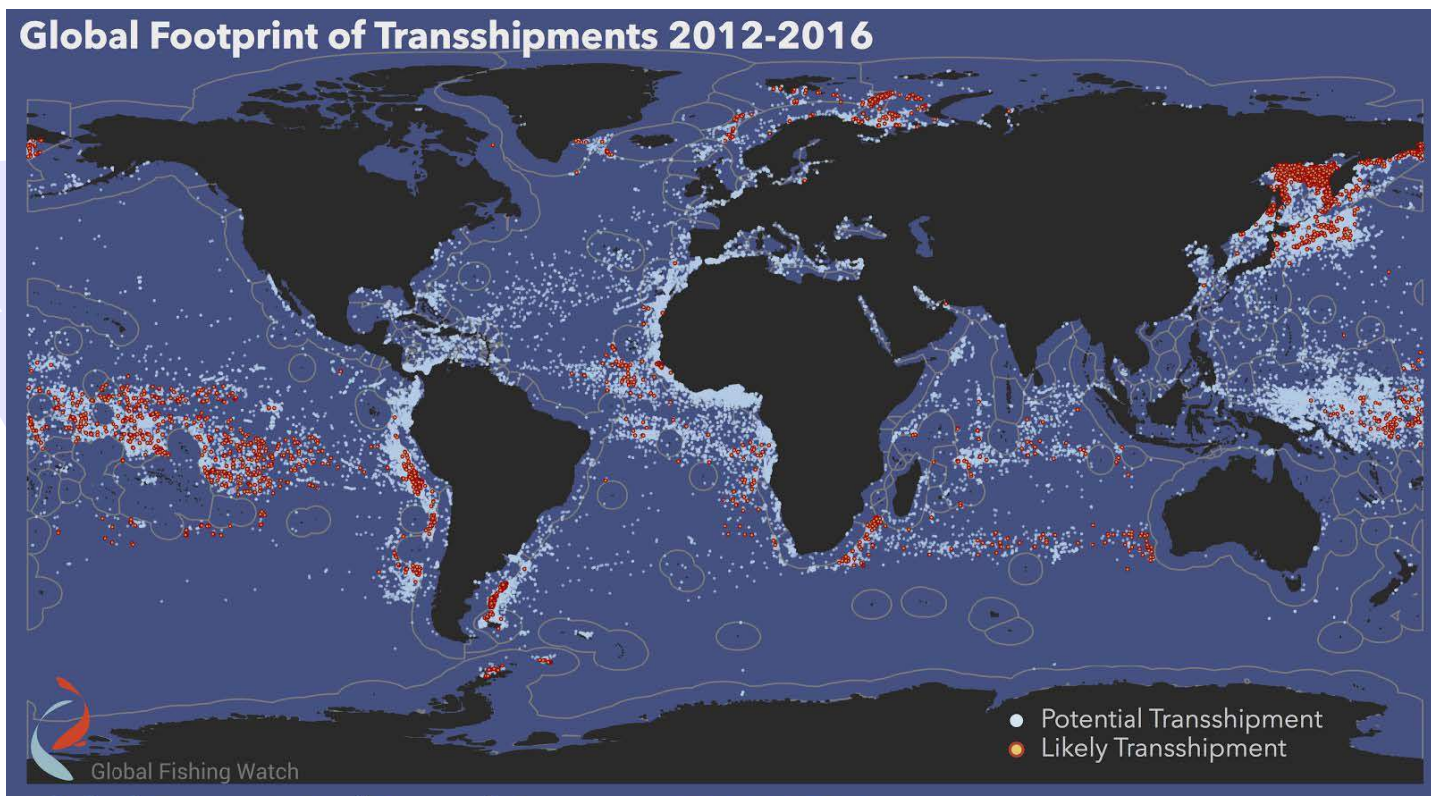 Global Footprint of Transshipments 2012-2016
Potential Transshipment
Likely Transshipment
Global Fishing Watch